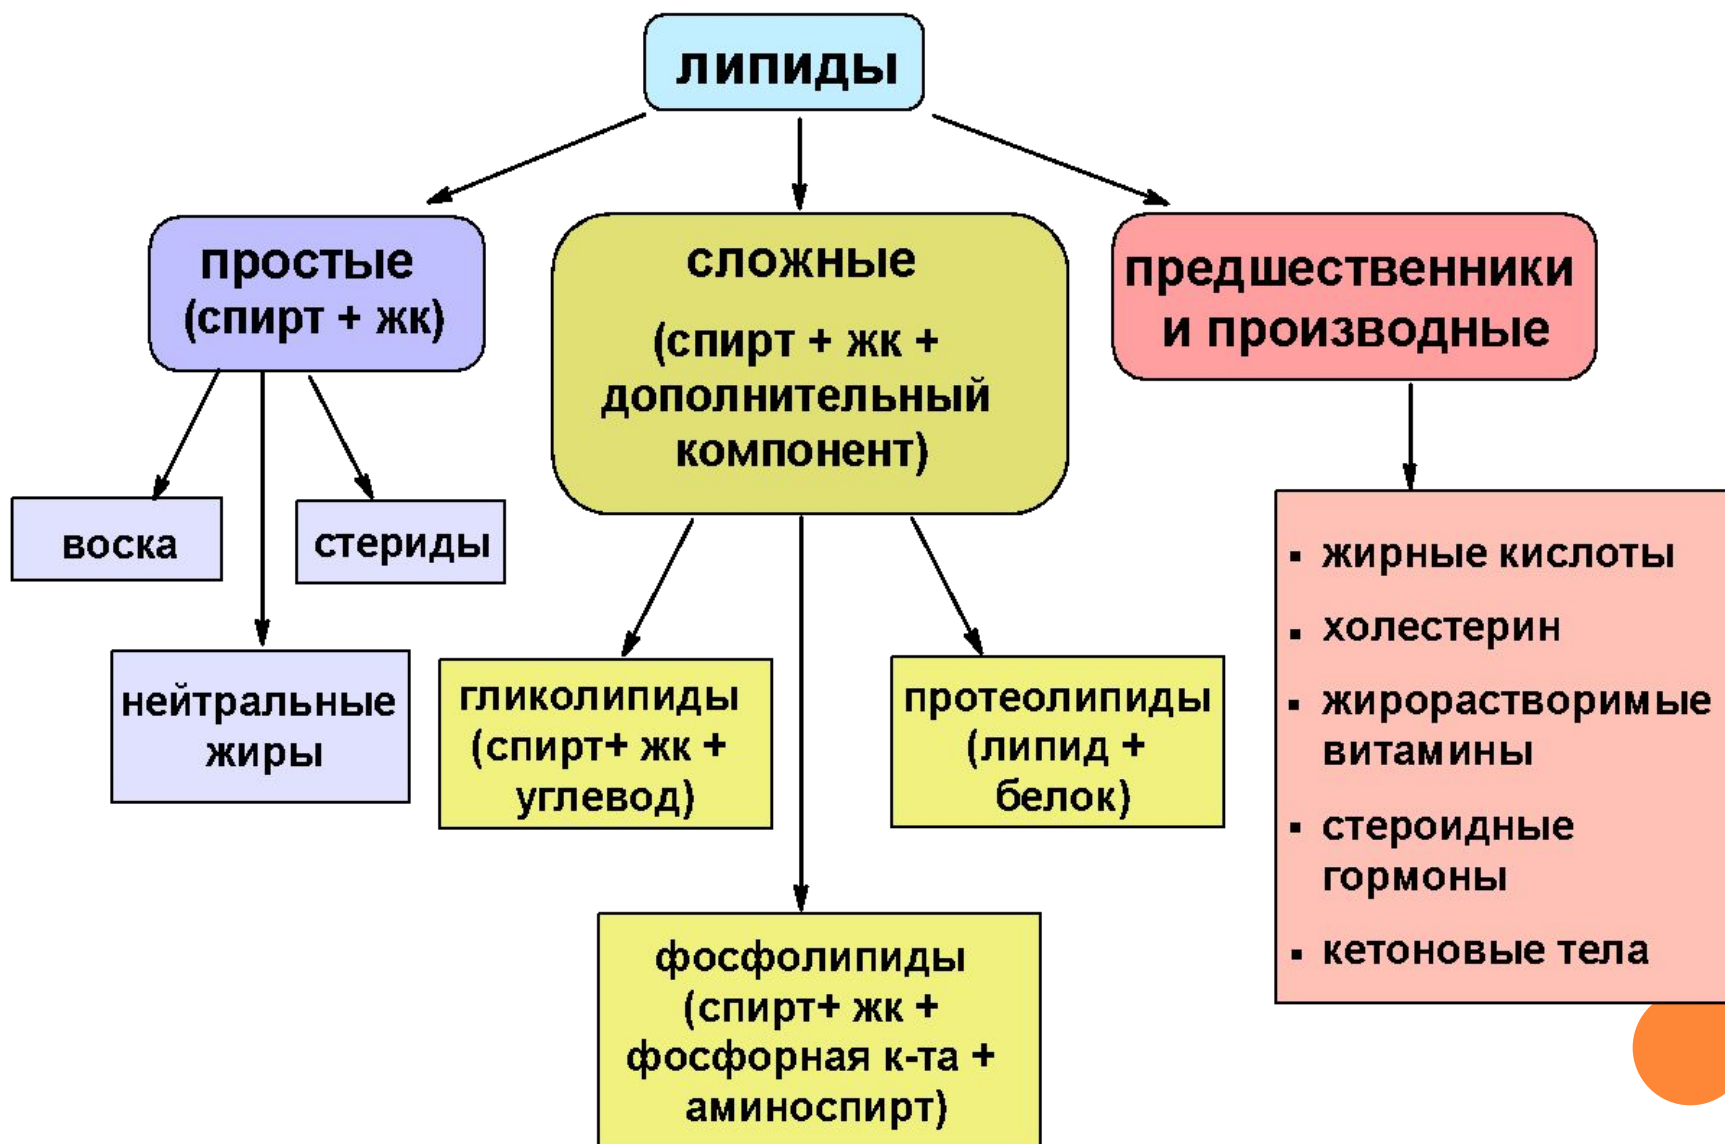 липиды
простые
(спирт + жк)
сложные
(спирт + жк +
дополнительный
компонент)
предшественники
и производные
воска
стериды
нейтральные
жиры
гликолипиды
(спирт+ жк +
углевод)
протеолипиды
(липид +
белок)
фосфолипиды
(спирт+ жк +
фосфорная к-та +
аминоспирт)
▪ жирные кислоты
▪ холестерин
▪ жирорастворимые
витамины
▪ стероидные
гормоны
▪ кетоновые тела